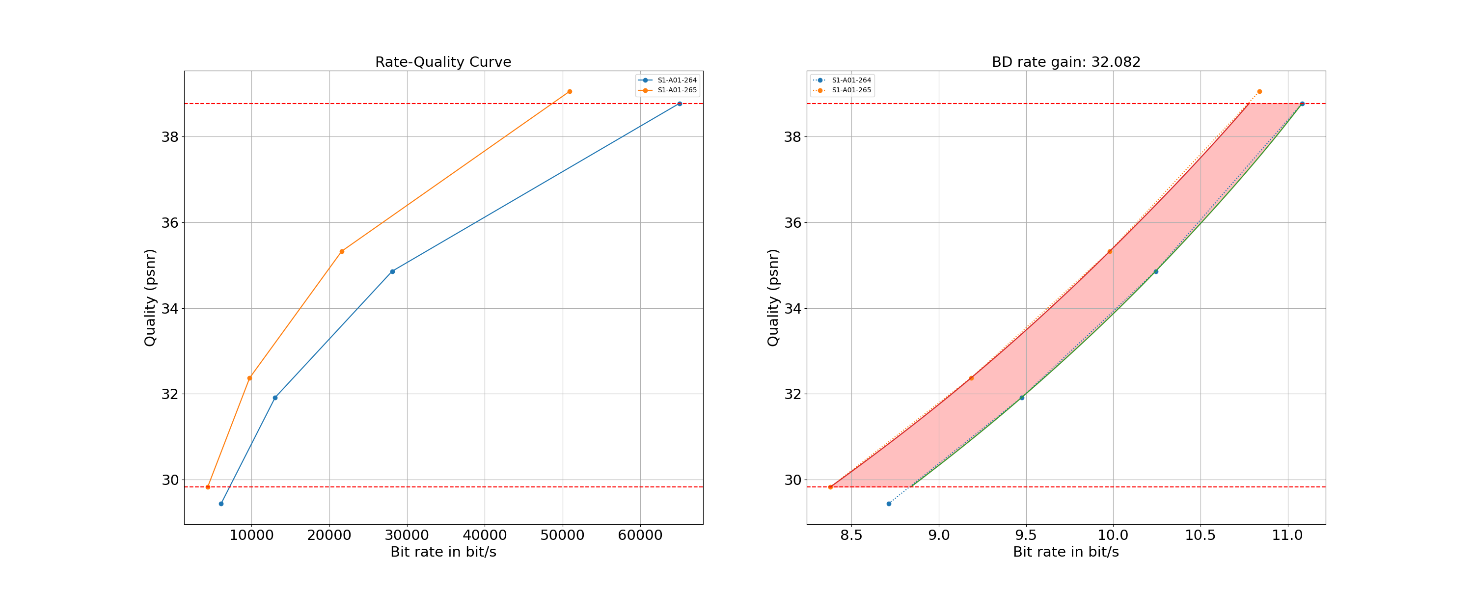 Rate-Quality Curve
S1-A01-264
S1-A01-265
38
36
34
32
30
Quality (psnr)
10000 20000 30000 40000 50000 60000
Bit rate in bit/s
BD rate gain: 32.082
S1-A01-264
S1-A01-265
38
36
34
32
30
Quality (psnr)
8.5 9.0 9.5 10.0 10.5 11.0
Bit rate in bit/s